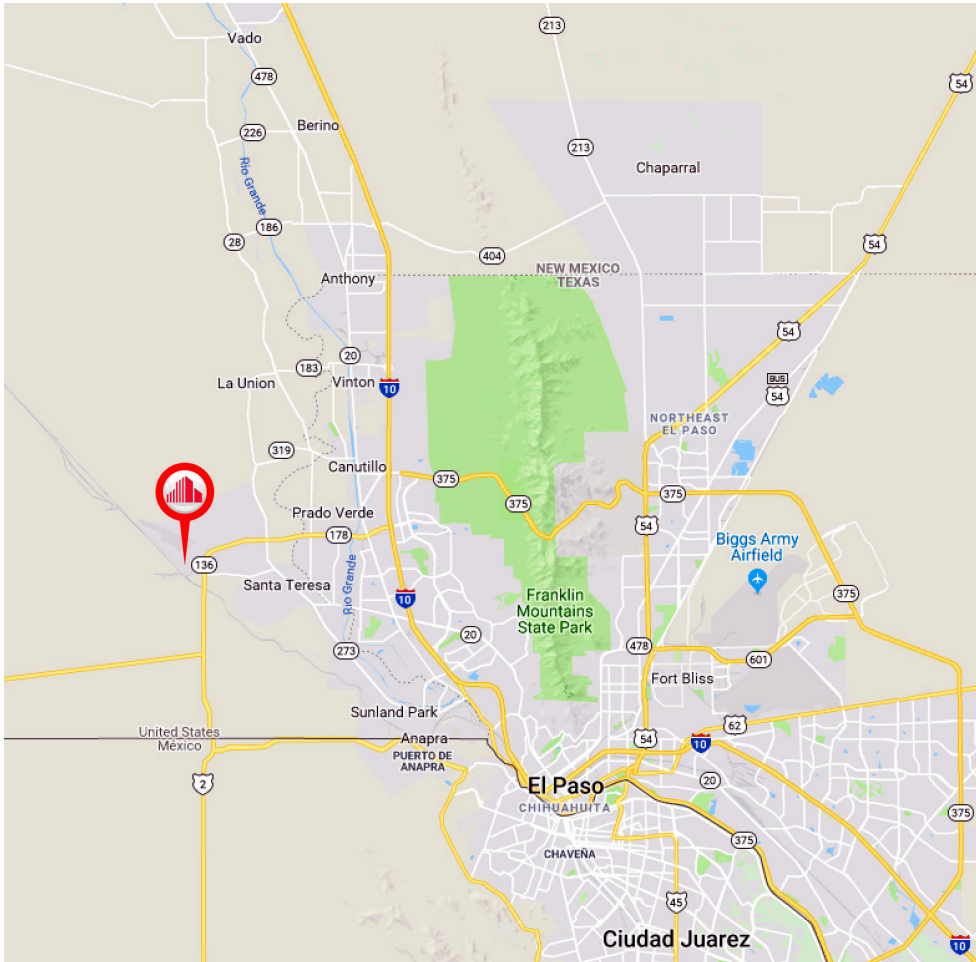 213
Vado
478
54
Berino
226
213
Chaparral
Rio Grande
186
28
54
404
NEW MEXICO
TEXAS
Anthony
54
20
183
Vinton
La Union
10
BUS
54
NORTHEAST
EL PASO
319
Canutillo
375
375
375
Prado Verde
54
178
Biggs Army
Airfield
136
Santa Teresa
Rio Grande
10
Franklin
Mountains
State Park
375
20
478
273
601
Fort Bliss
Sunland Park
62
United States
México
Anapra
54
10
PUERTO DE
ANAPRA
2
20
El Paso
CHIHUAHUITA
375
375
CHAVEÑA
45
Ciudad Juarez
10